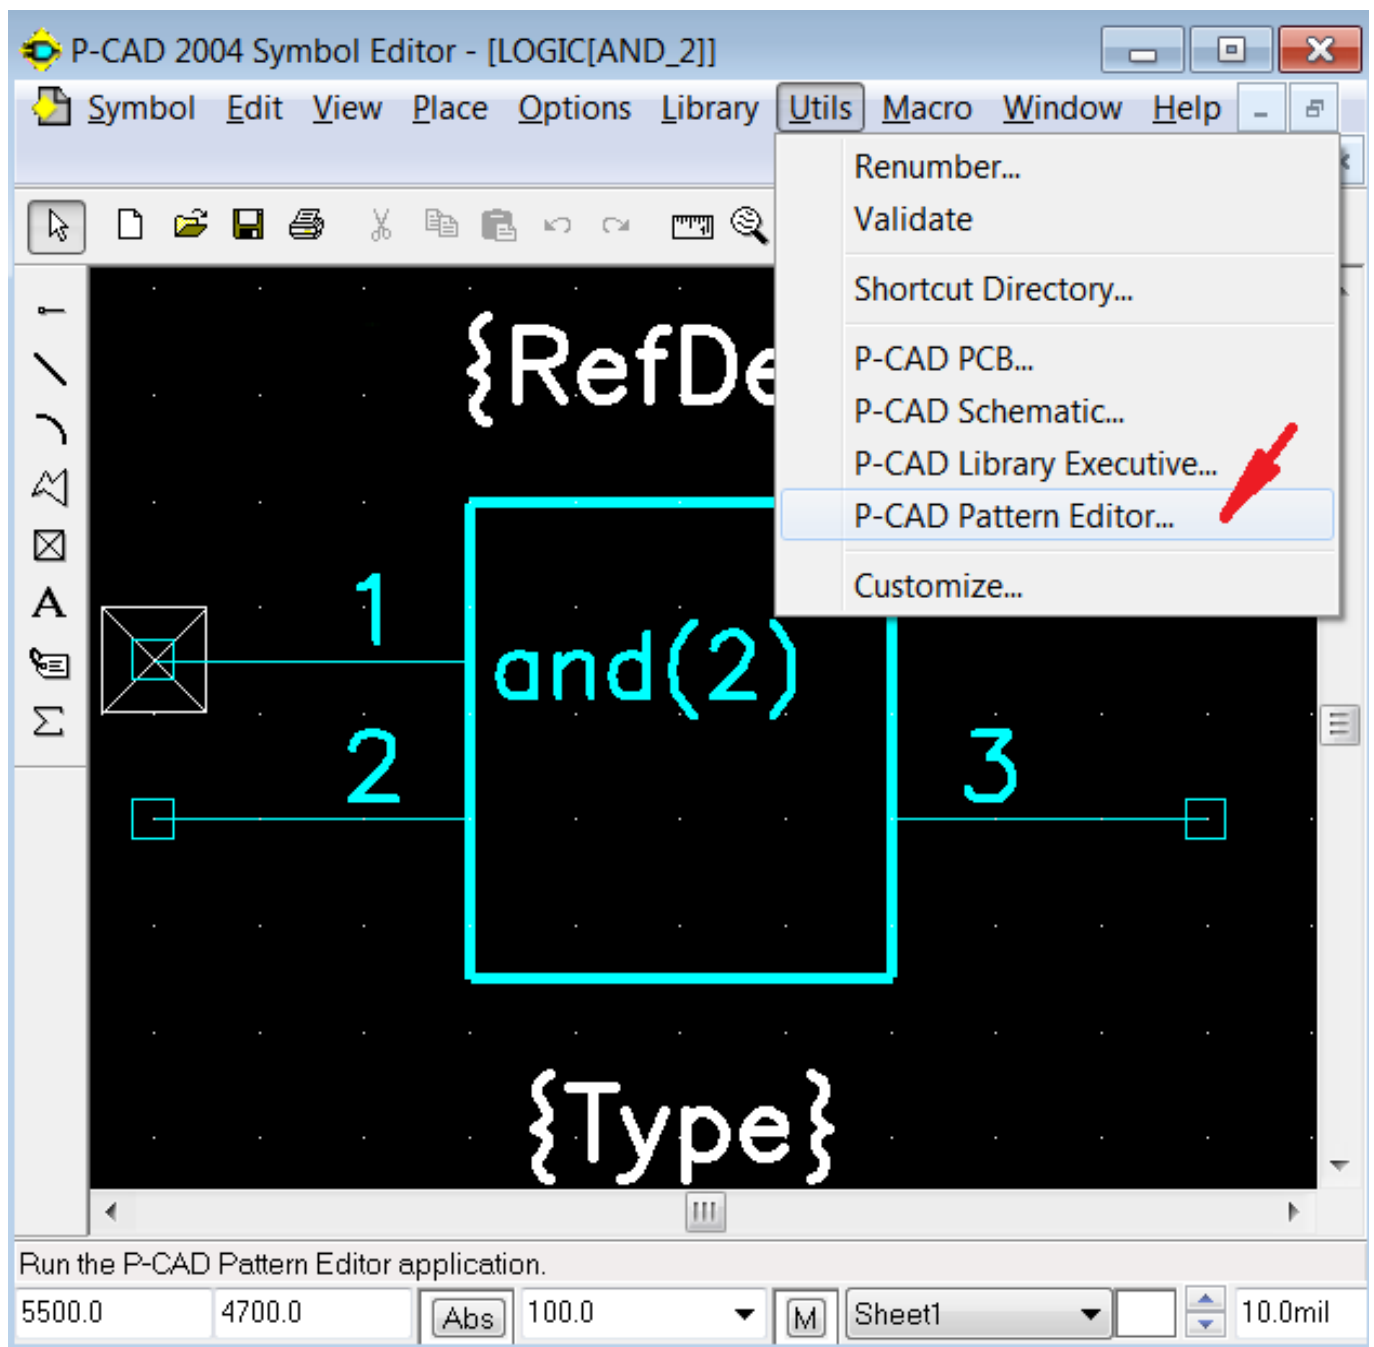 P-CAD 2004 Symbol Editor - [LOGIC[AND_2]]
Symbol Edit View Place Options Library Utils Macro Window Help
Renumber...
Validate
Shortcut Directory...
P-CAD PCB...
P-CAD Schematic...
P-CAD Library Executive...
P-CAD Pattern Editor...
Customize...
{RefDe
1
and(2)
2
3
{Type}
Run the P-CAD Pattern Editor application.
5500.0 4700.0 Abs 100.0 M Sheet1 10.0mil